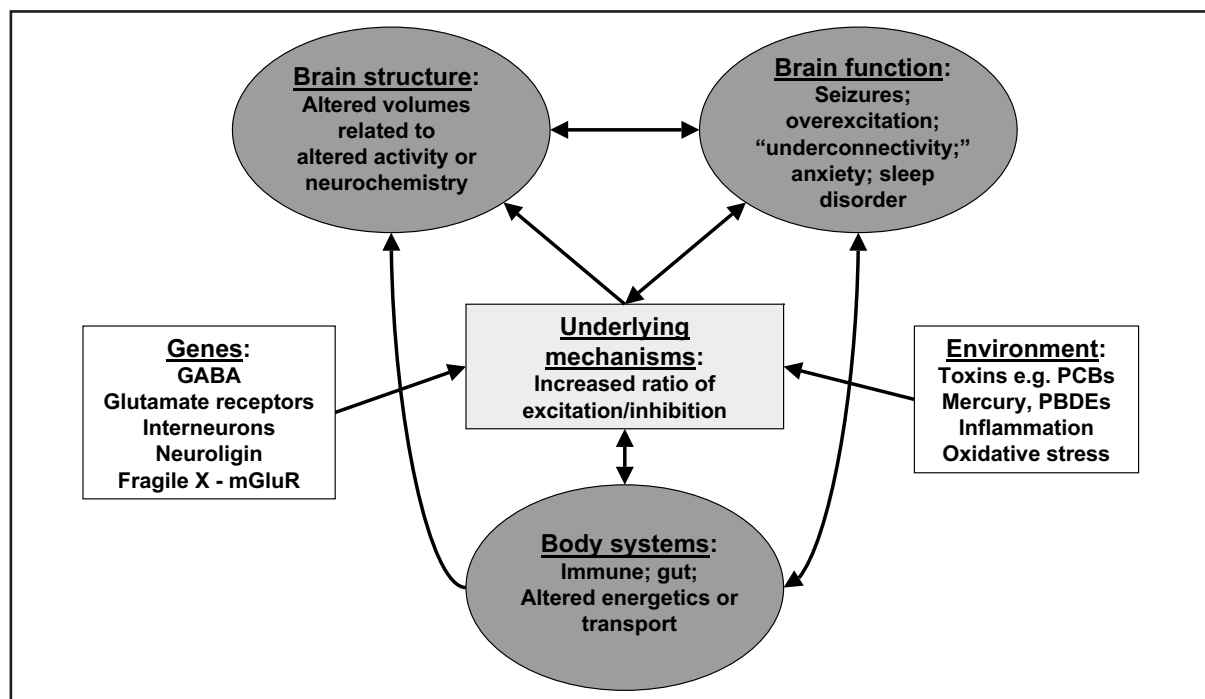 Brain structure:
Altered volumes
related to
altered activity or
neurochemistry
Brain function:
Seizures;
overexcitation;
“underconnectivity;”
anxiety; sleep
disorder
Genes:
GABA
Glutamate receptors
Interneurons
Neuroligin
Fragile X - mGluR
Underlying
mechanisms:
Increased ratio of
excitation/inhibition
Environment:
Toxins e.g. PCBs
Mercury, PBDEs
Inflammation
Oxidative stress
Body systems:
Immune; gut;
Altered energetics or
transport